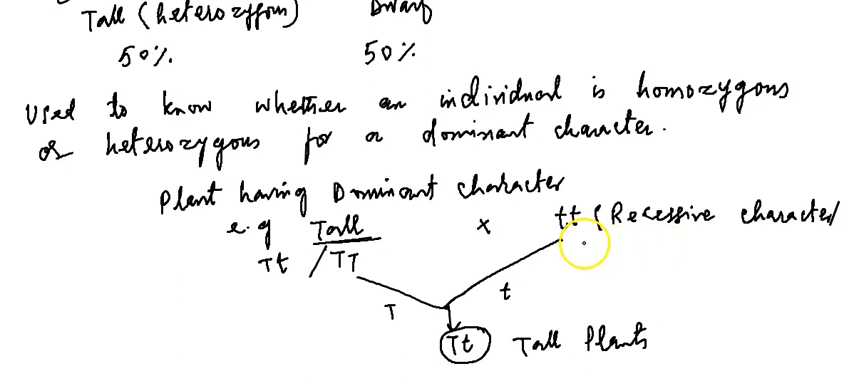 Tall (heterozygous) Dwarf
50% 50%
Used to know whether an individual is homozygous
or heterozygous for a dominant character.
Plant having Dominant character
e.g Tall x tt (Recessive character)
Tt / TT
T t
Tt Tall Plants